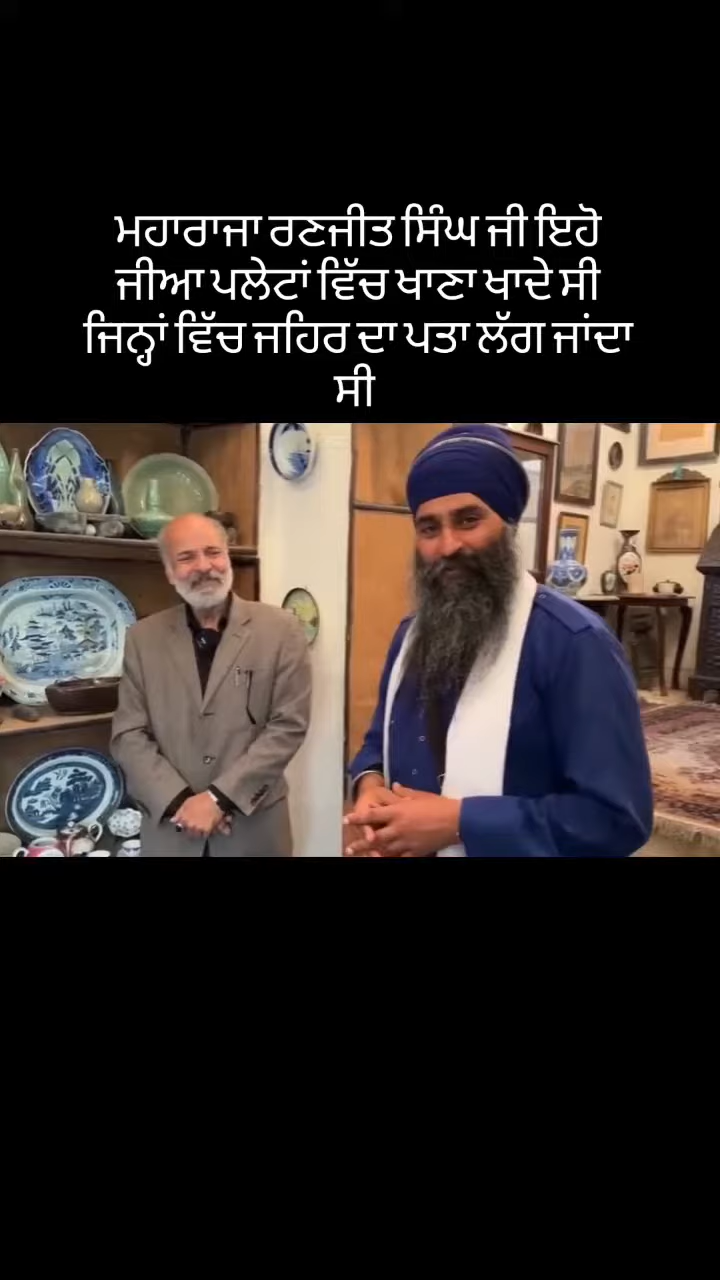 ਮਹਾਰਾਜਾ ਰਣਜੀਤ ਸਿੰਘ ਜੀ ਇਹੋ
ਜੀਆ ਪਲੇਟਾਂ ਵਿੱਚ ਖਾਣਾ ਖਾਦੇ ਸੀ
ਜਿਨ੍ਹਾਂ ਵਿੱਚ ਜਹਿਰ ਦਾ ਪਤਾ ਲੱਗ ਜਾਂਦਾ
ਸੀ